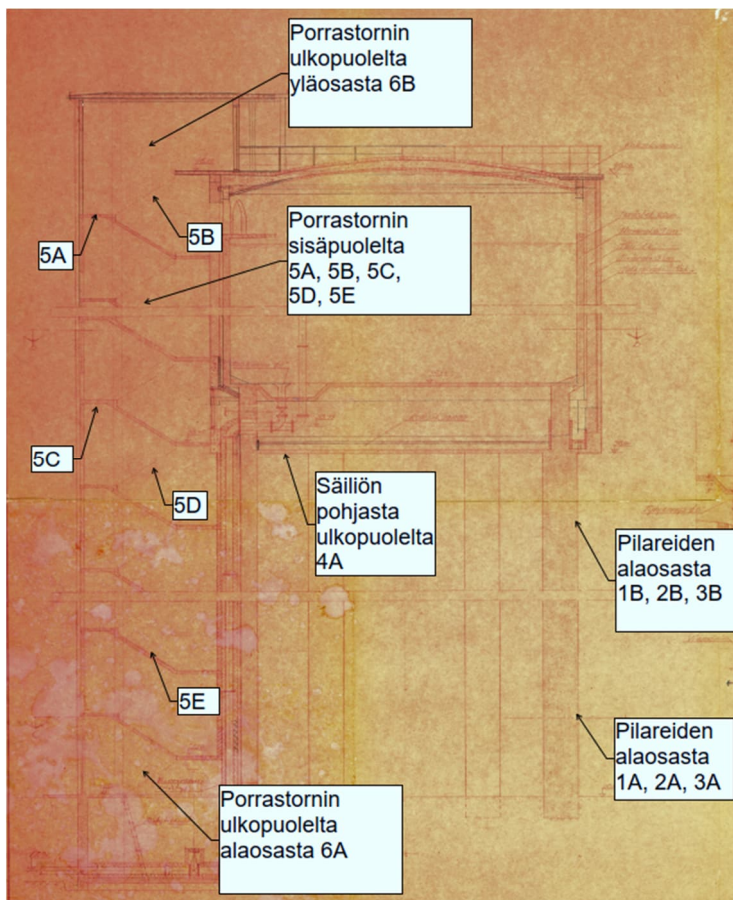 Porrastornin
ulkopuolelta
yläosasta 6B
5A
5B
Porrastornin
sisäpuolelta
5A, 5B, 5C,
5D, 5E
5C
5D
Säiliön
pohjasta
ulkopuolelta
4A
Pilareiden
alaosasta
1B, 2B, 3B
5E
Pilareiden
alaosasta
1A, 2A, 3A
Porrastornin
ulkopuolelta
alaosasta 6A